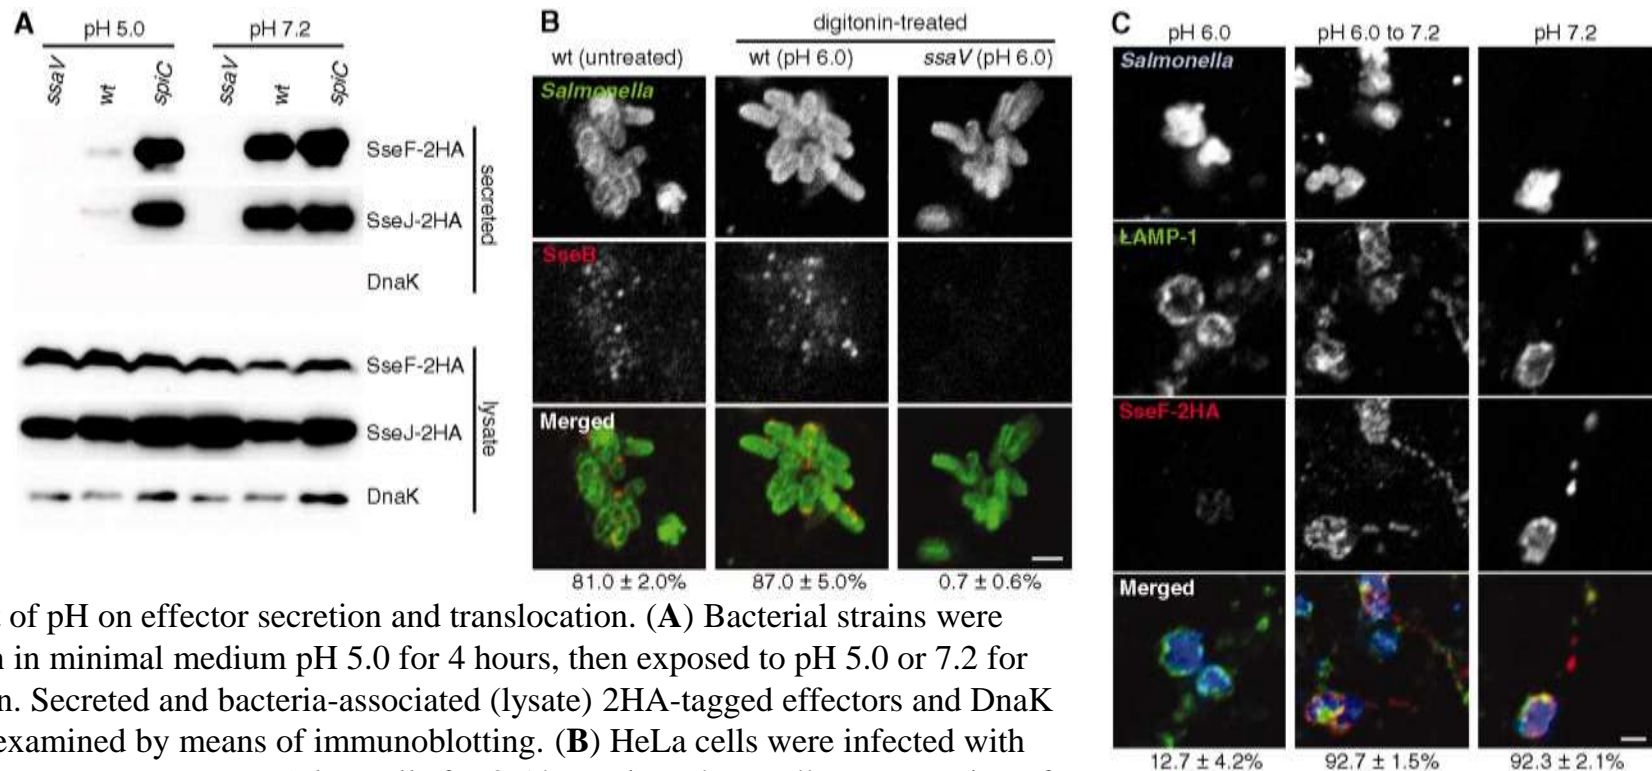 A
pH 5.0 pH 7.2
ssaV wt spiC ssaV wt spiC
SseF-2HA
SseJ-2HA
DnaK
secreted
SseF-2HA
SseJ-2HA
DnaK
lysate
B
digitonin-treated
wt (untreated) wt (pH 6.0) ssaV (pH 6.0)
Salmonella
SseB
Merged
81.0 ± 2.0% 87.0 ± 5.0% 0.7 ± 0.6%
C
pH 6.0 pH 6.0 to 7.2 pH 7.2
Salmonella
LAMP-1
SseF-2HA
Merged
12.7 ± 4.2% 92.7 ± 1.5% 92.3 ± 2.1%
of pH on effector secretion and translocation. (A) Bacterial strains were
in minimal medium pH 5.0 for 4 hours, then exposed to pH 5.0 or 7.2 for
n. Secreted and bacteria-associated (lysate) 2HA-tagged effectors and DnaK
examined by means of immunoblotting. (B) HeLa cells were infected with